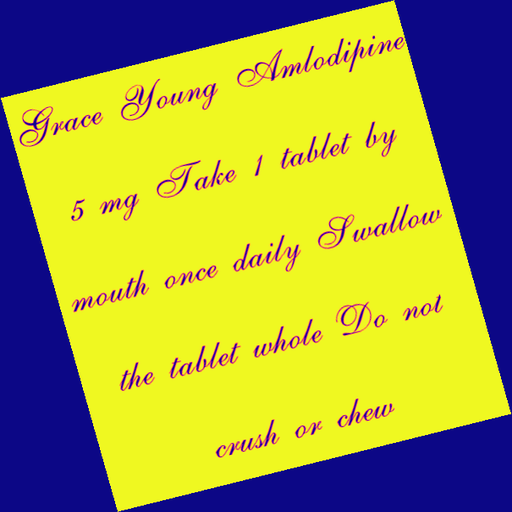 Grace Young Amlodipine
5 mg Take 1 tablet by
mouth once daily Swallow
the tablet whole Do not
crush or chew